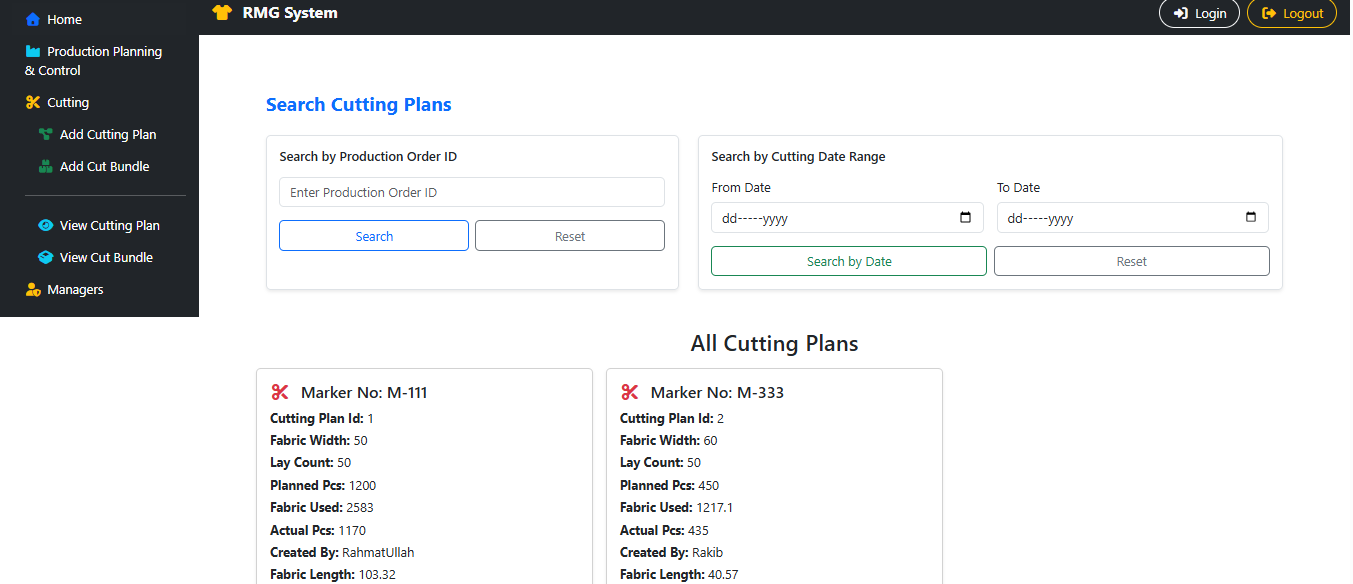 Home
Production Planning
& Control
Cutting
Add Cutting Plan
Add Cut Bundle
View Cutting Plan
View Cut Bundle
Managers
RMG System
Login
Logout
Search Cutting Plans
Search by Production Order ID
Enter Production Order ID
Search
Reset
Search by Cutting Date Range
From Date
To Date
dd-----yyyy
dd-----yyyy
Search by Date
Reset
All Cutting Plans
Marker No: M-111
Cutting Plan Id: 1
Fabric Width: 50
Lay Count: 50
Planned Pcs: 1200
Fabric Used: 2583
Actual Pcs: 1170
Created By: RahmatUllah
Fabric Length: 103.32
Marker No: M-333
Cutting Plan Id: 2
Fabric Width: 60
Lay Count: 50
Planned Pcs: 450
Fabric Used: 1217.1
Actual Pcs: 435
Created By: Rakib
Fabric Length: 40.57